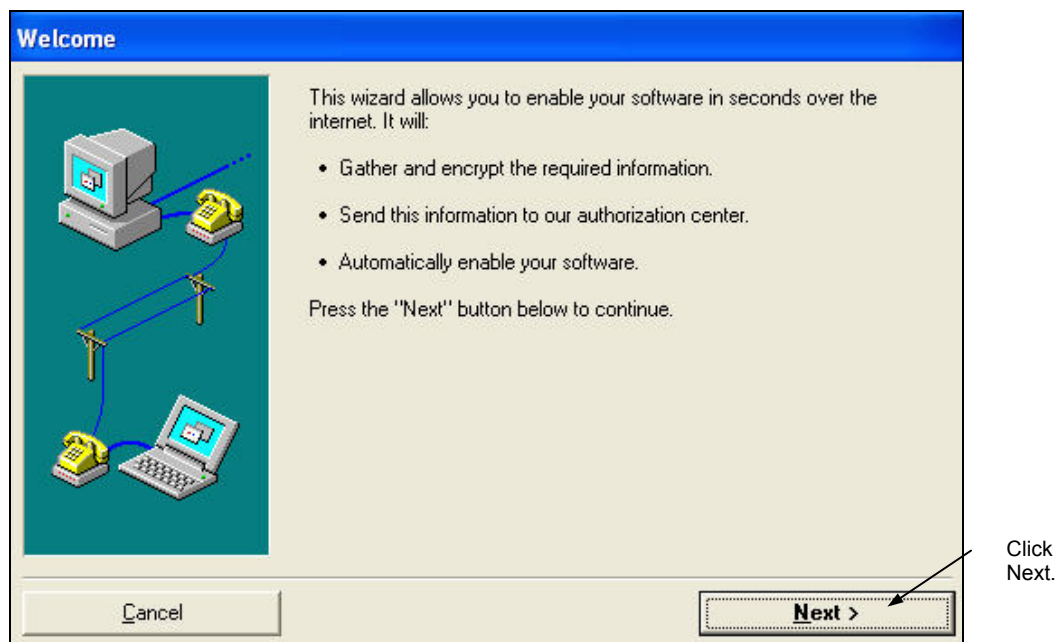 Welcome
This wizard allows you to enable your software in seconds over the
internet. It will:
• Gather and encrypt the required information.
• Send this information to our authorization center.
• Automatically enable your software.
Press the "Next" button below to continue.
Cancel
Next >
Click
Next.